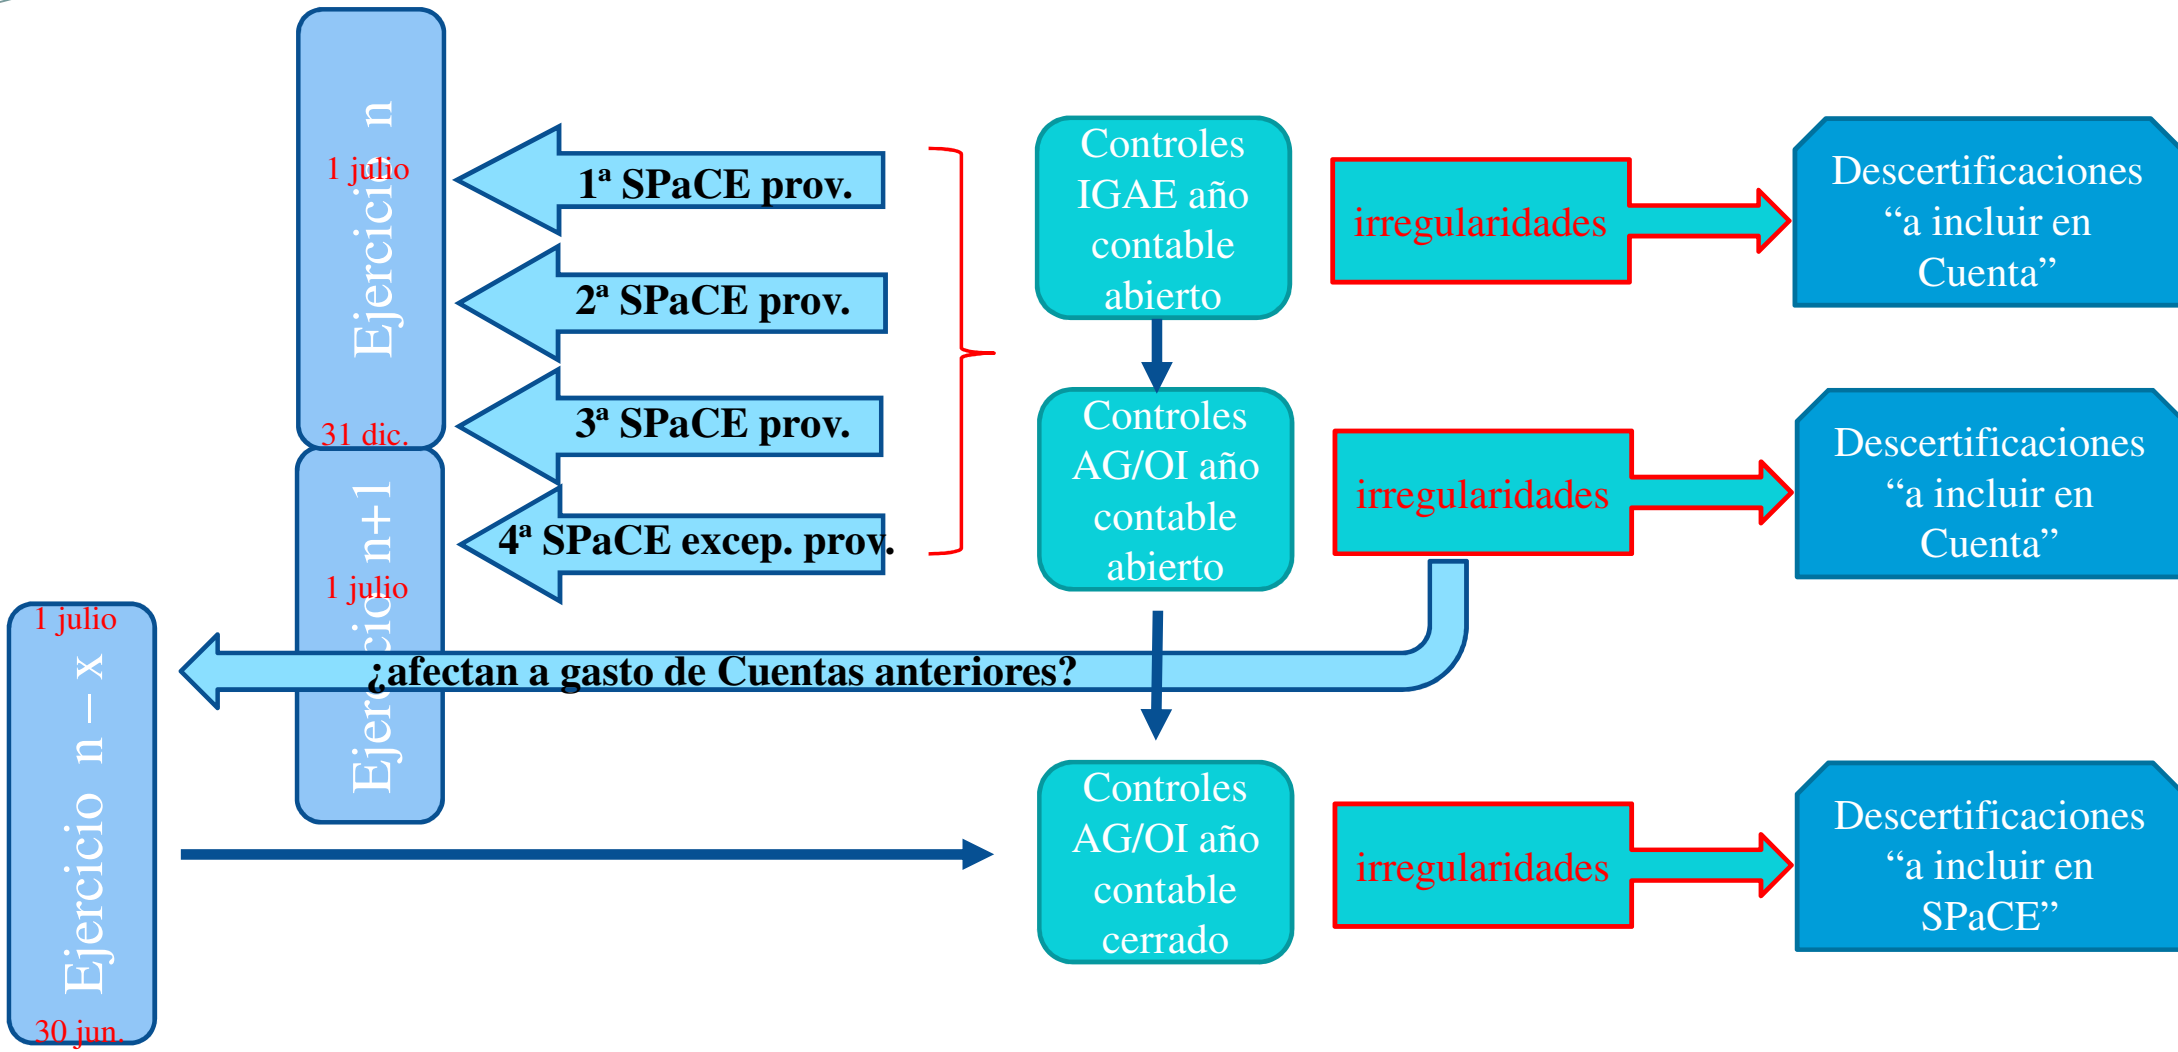 Ejercicio n
1 julio
31 dic.
Ejercicio n+1
1 julio
1 julio
Ejercicio n – x
30 jun.
1ª SPaCE prov.
2ª SPaCE prov.
3ª SPaCE prov.
4ª SPaCE excep. prov.
¿afectan a gasto de Cuentas anteriores?
Controles
IGAE año
contable
abierto
irregularidades
Descertificaciones
“a incluir en
Cuenta”
Controles
AG/OI año
contable
abierto
irregularidades
Descertificaciones
“a incluir en
Cuenta”
Controles
AG/OI año
contable
cerrado
irregularidades
Descertificaciones
“a incluir en
SPaCE”